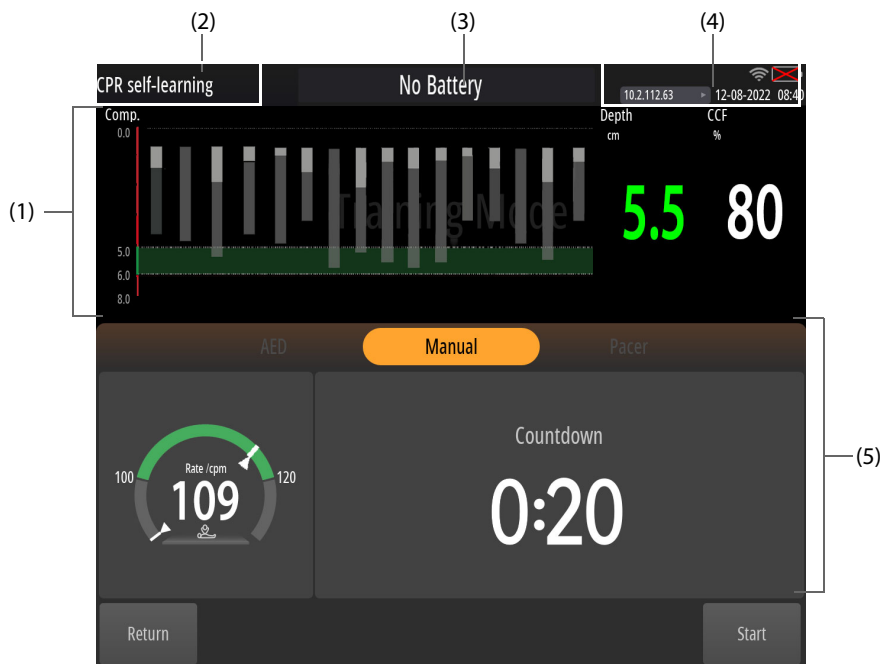 (2)
(3)
(4)
CPR self-learning
No Battery
10.2.112.63
12-08-2022 08:40
Comp.
Depth
CCF
cm
%
0.0
(1)
Training Mode
5.5
80
5.0
6.0
8.0
AED
Manual
Pacer
Countdown
(5)
Rate /cpm
100
120
109
0:20
Return
Start